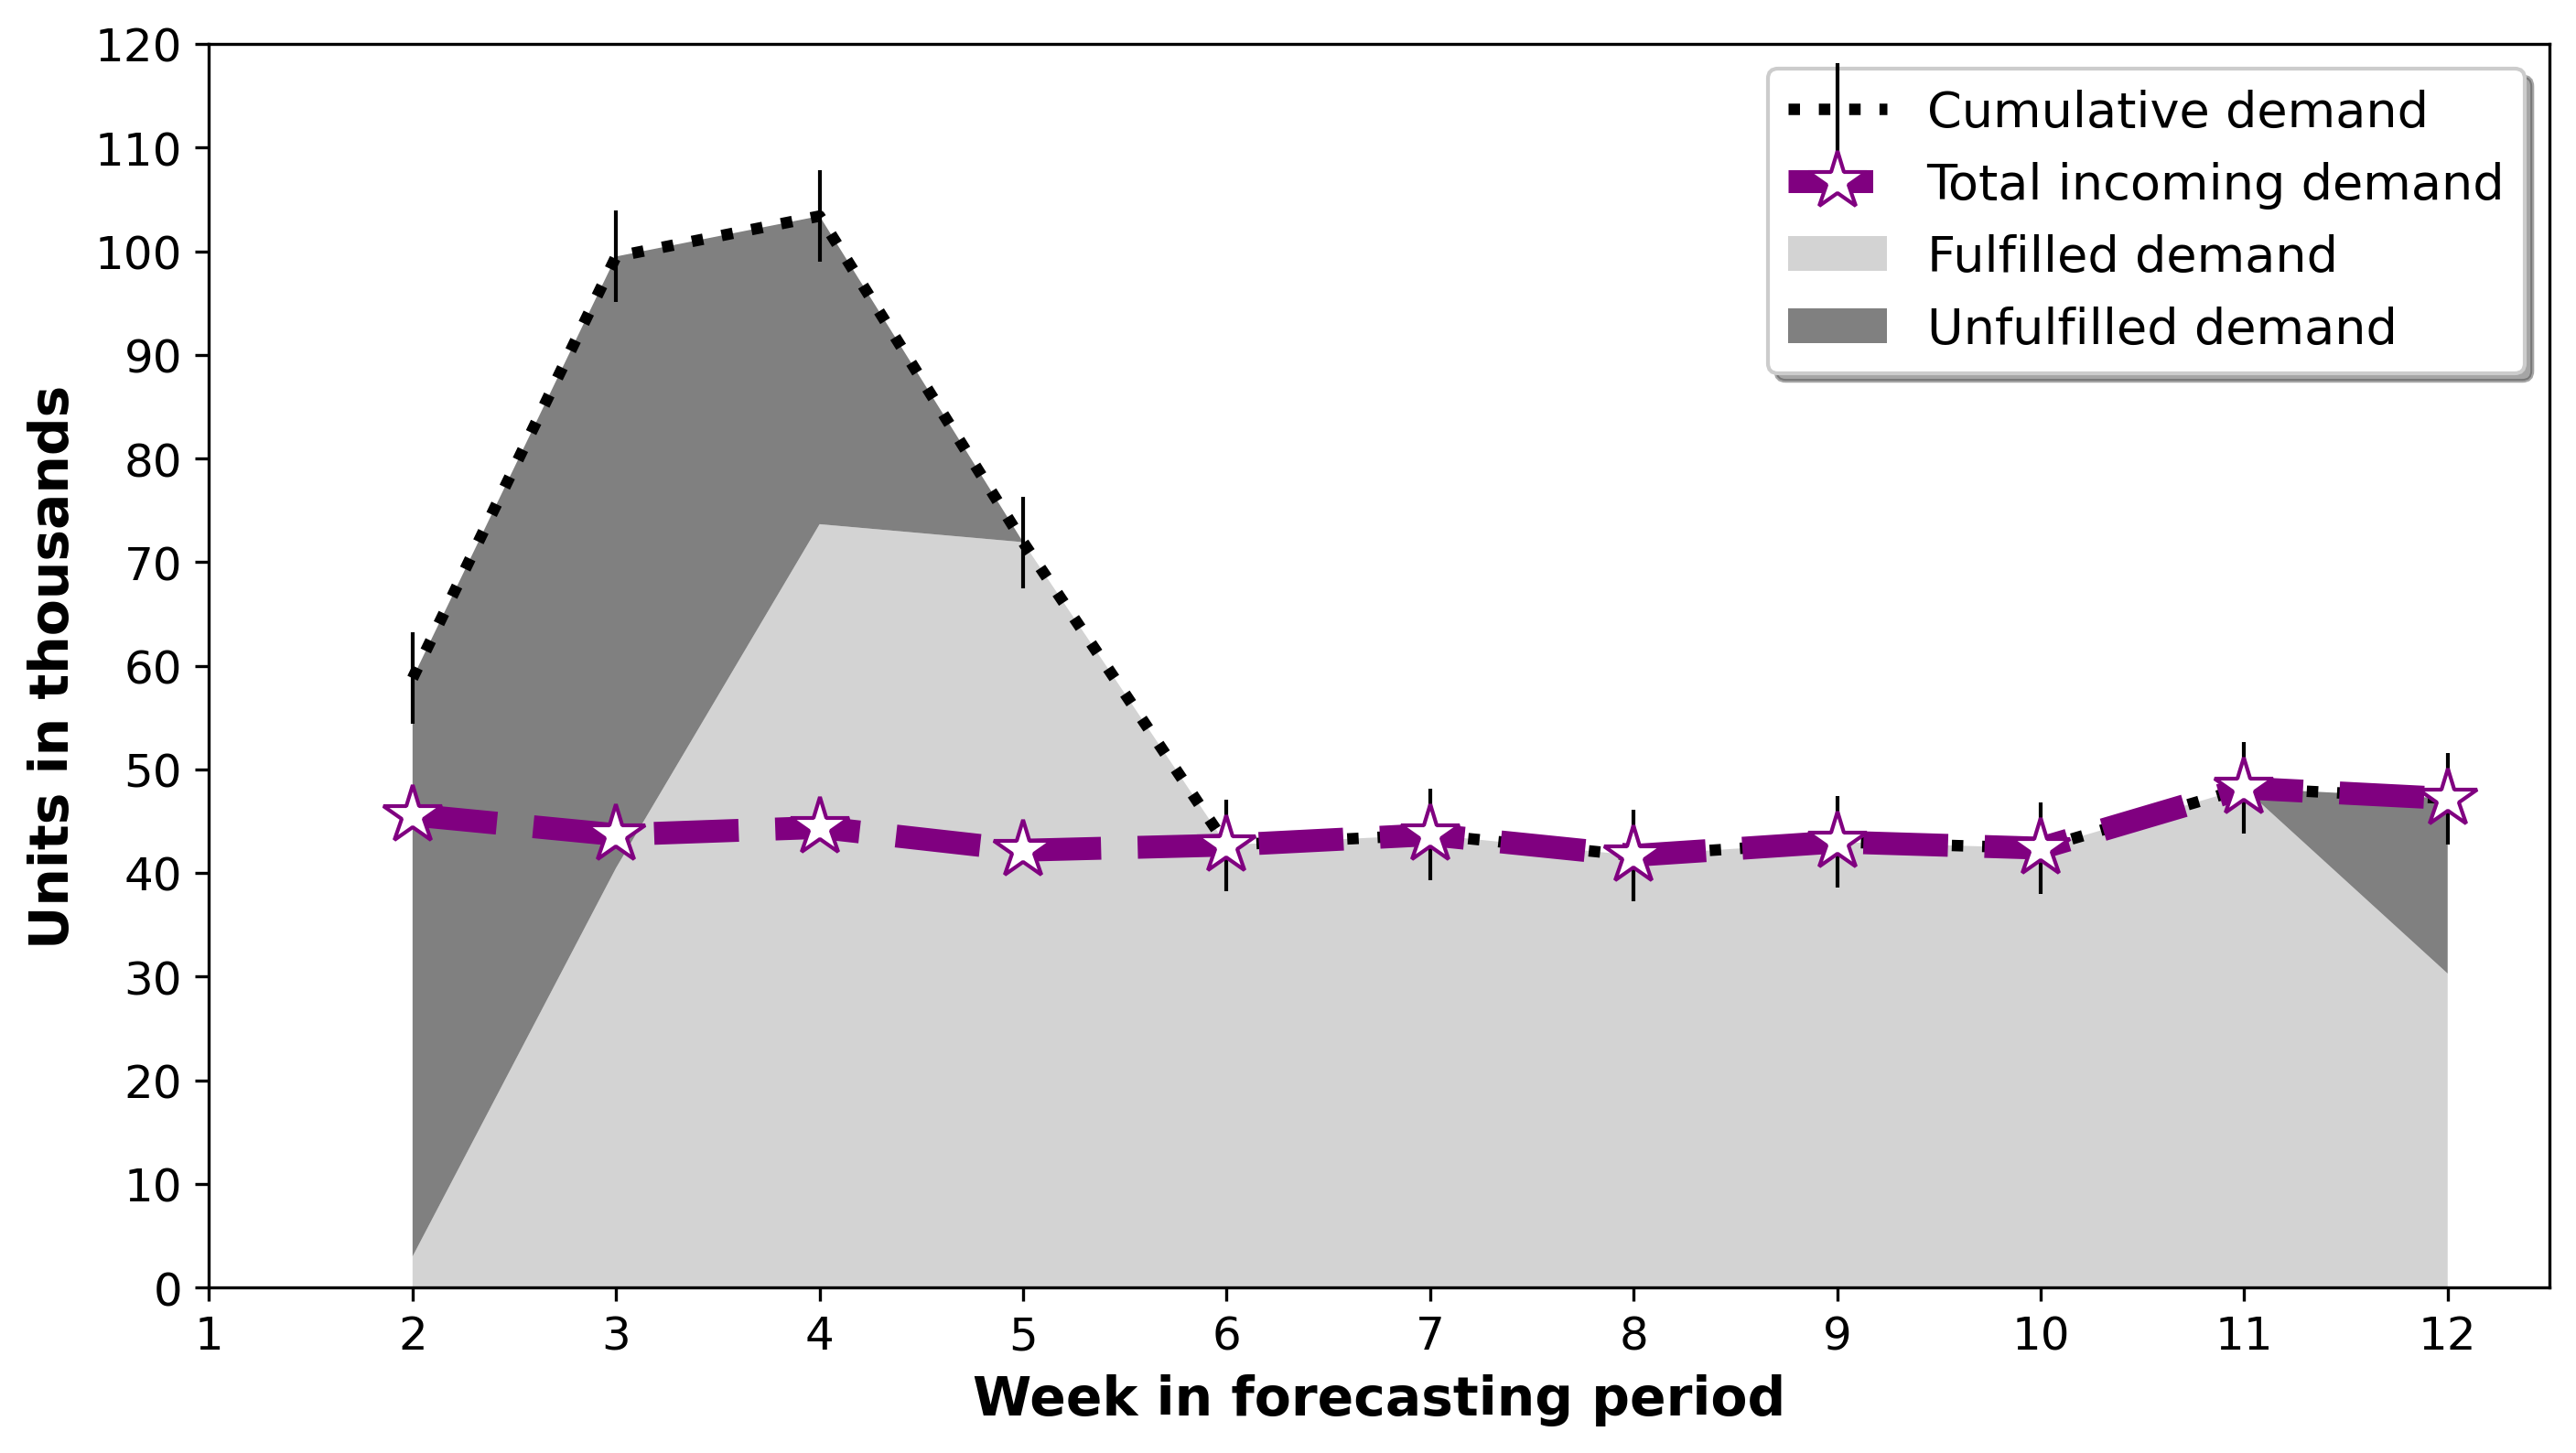 120
110
100
90
80
70
60
50
40
30
20
10
0
Units in thousands
Cumulative demand
Total incoming demand
Fulfilled demand
Unfulfilled demand
1 2 3 4 5 6 7 8 9 10 11 12
Week in forecasting period